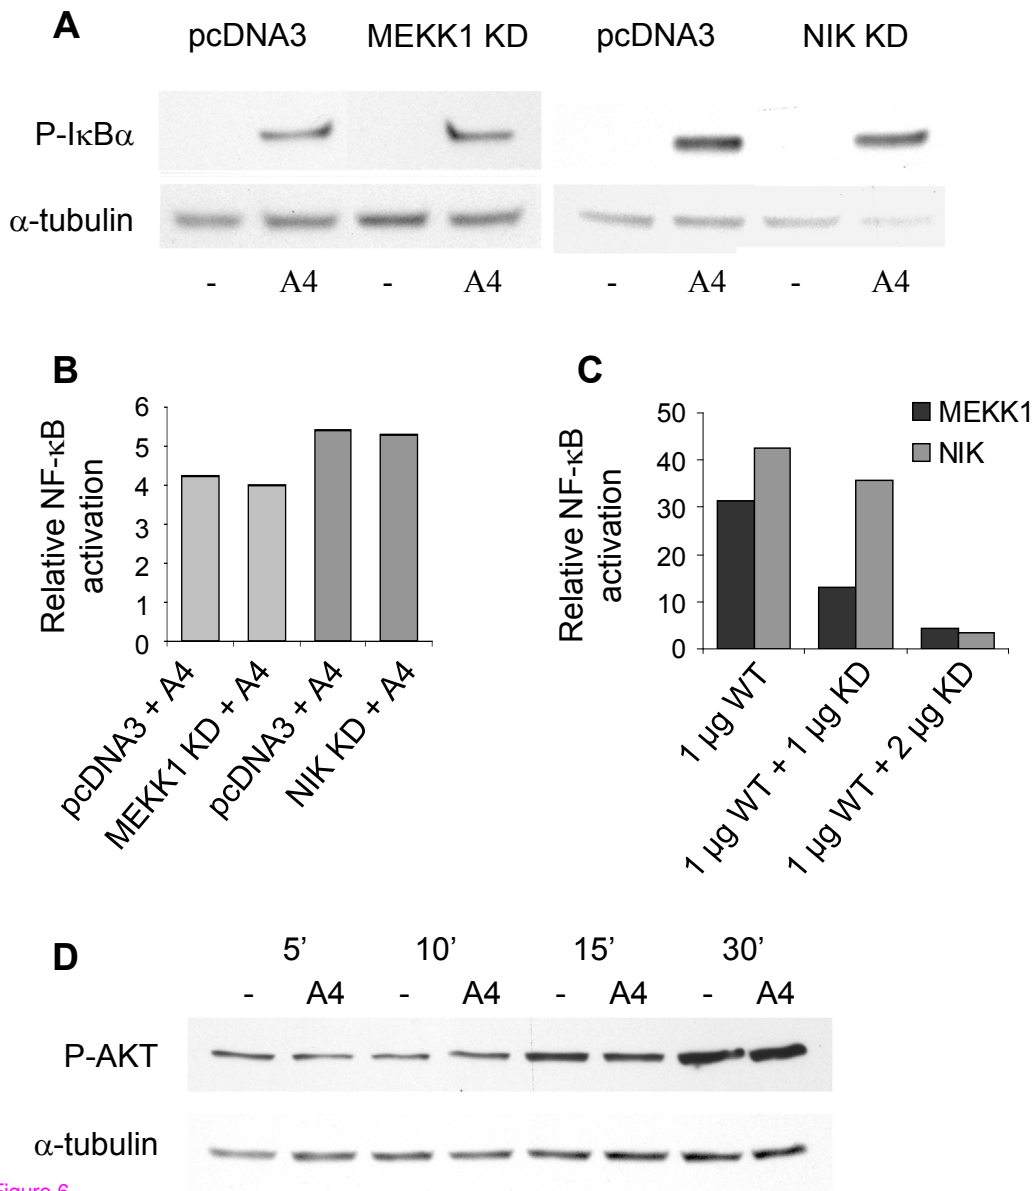 A
pcDNA3 MEKK1 KD pcDNA3 NIK KD
P-IκBα
α-tubulin
- A4 - A4 - A4 - A4
B
Relative NF-κB
activation
6
5
4
3
2
1
0
pcDNA3 + A4
MEKK1 KD + A4
pcDNA3 + A4
NIK KD + A4
C
Relative NF-κB
activation
50
40
30
20
10
0
MEKK1
NIK
1 µg WT
1 µg WT + 1 µg KD
1 µg WT + 2 µg KD
D
5’ 10’ 15’ 30’
- A4 - A4 - A4 - A4
P-AKT
α-tubulin
Figure 6